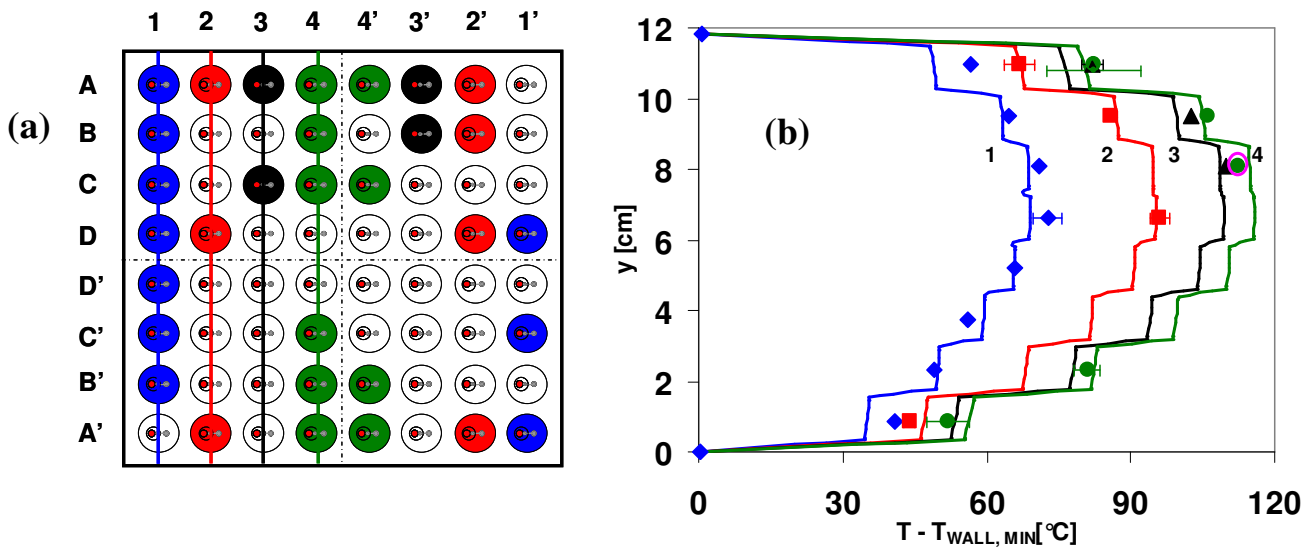 (a)
1 2 3 4 4’ 3’ 2’ 1’
A
B
C
D
D’
C’
B’
A’
(b)
y [cm]
12
10
8
6
4
2
0
1 2 3 4
0 30 60 90 120
T - TWALL, MIN[°C]